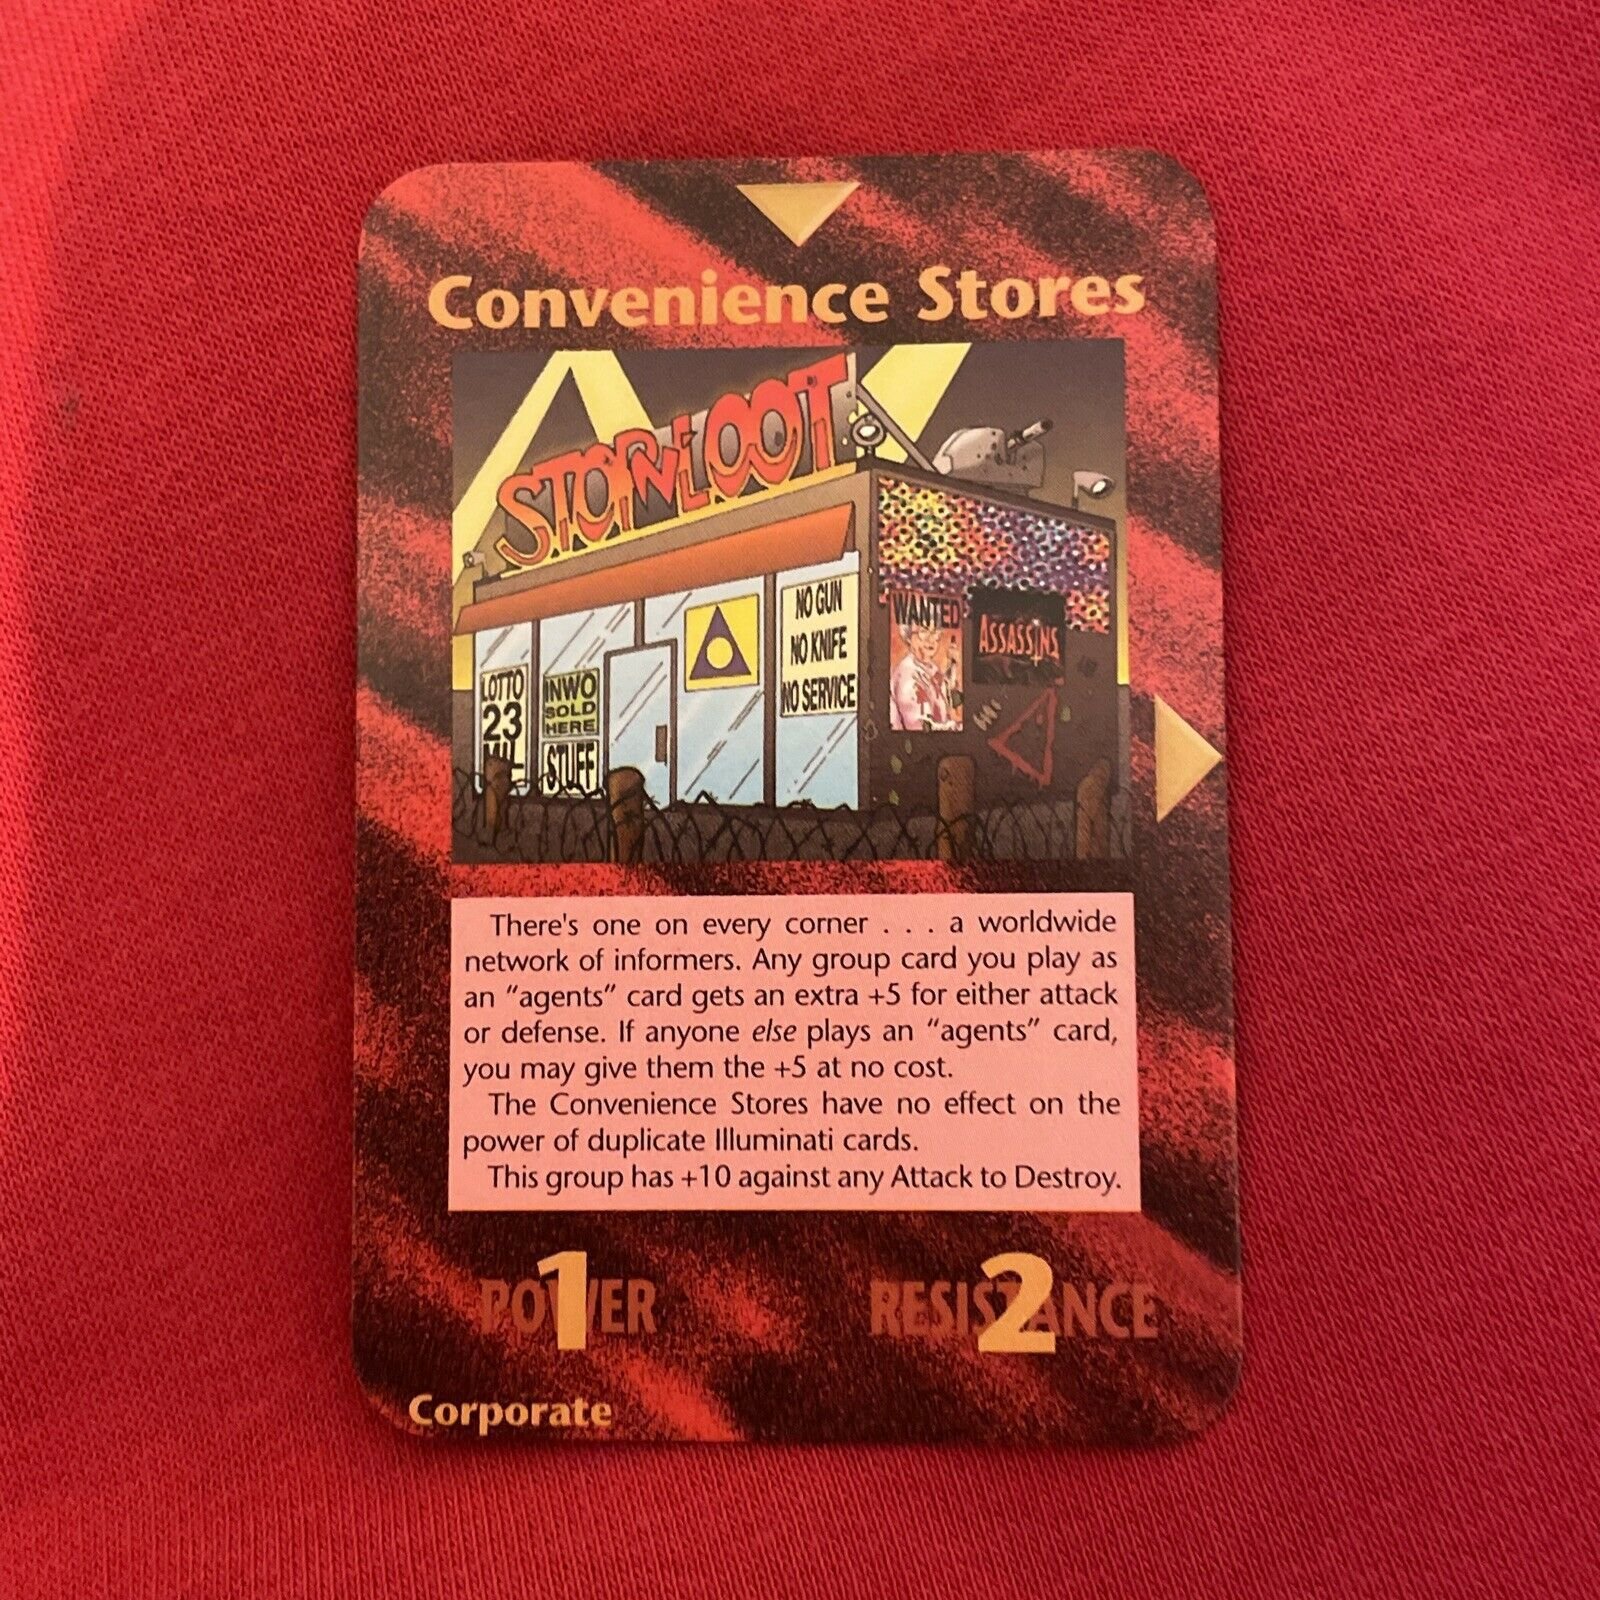 Convenience Stores
STOP N LOOT
NO GUN
NO KNIFE
NO SERVICE
WANTED
ASSASSINS
LOTTO
23
MIL
INWO
SOLD
HERE
STUFF
There's one on every corner . . . a worldwide
network of informers. Any group card you play as
an “agents” card gets an extra +5 for either attack
or defense. If anyone else plays an “agents” card,
you may give them the +5 at no cost.
The Convenience Stores have no effect on the
power of duplicate Illuminati cards.
This group has +10 against any Attack to Destroy.
1
POWER
2
RESISTANCE
Corporate